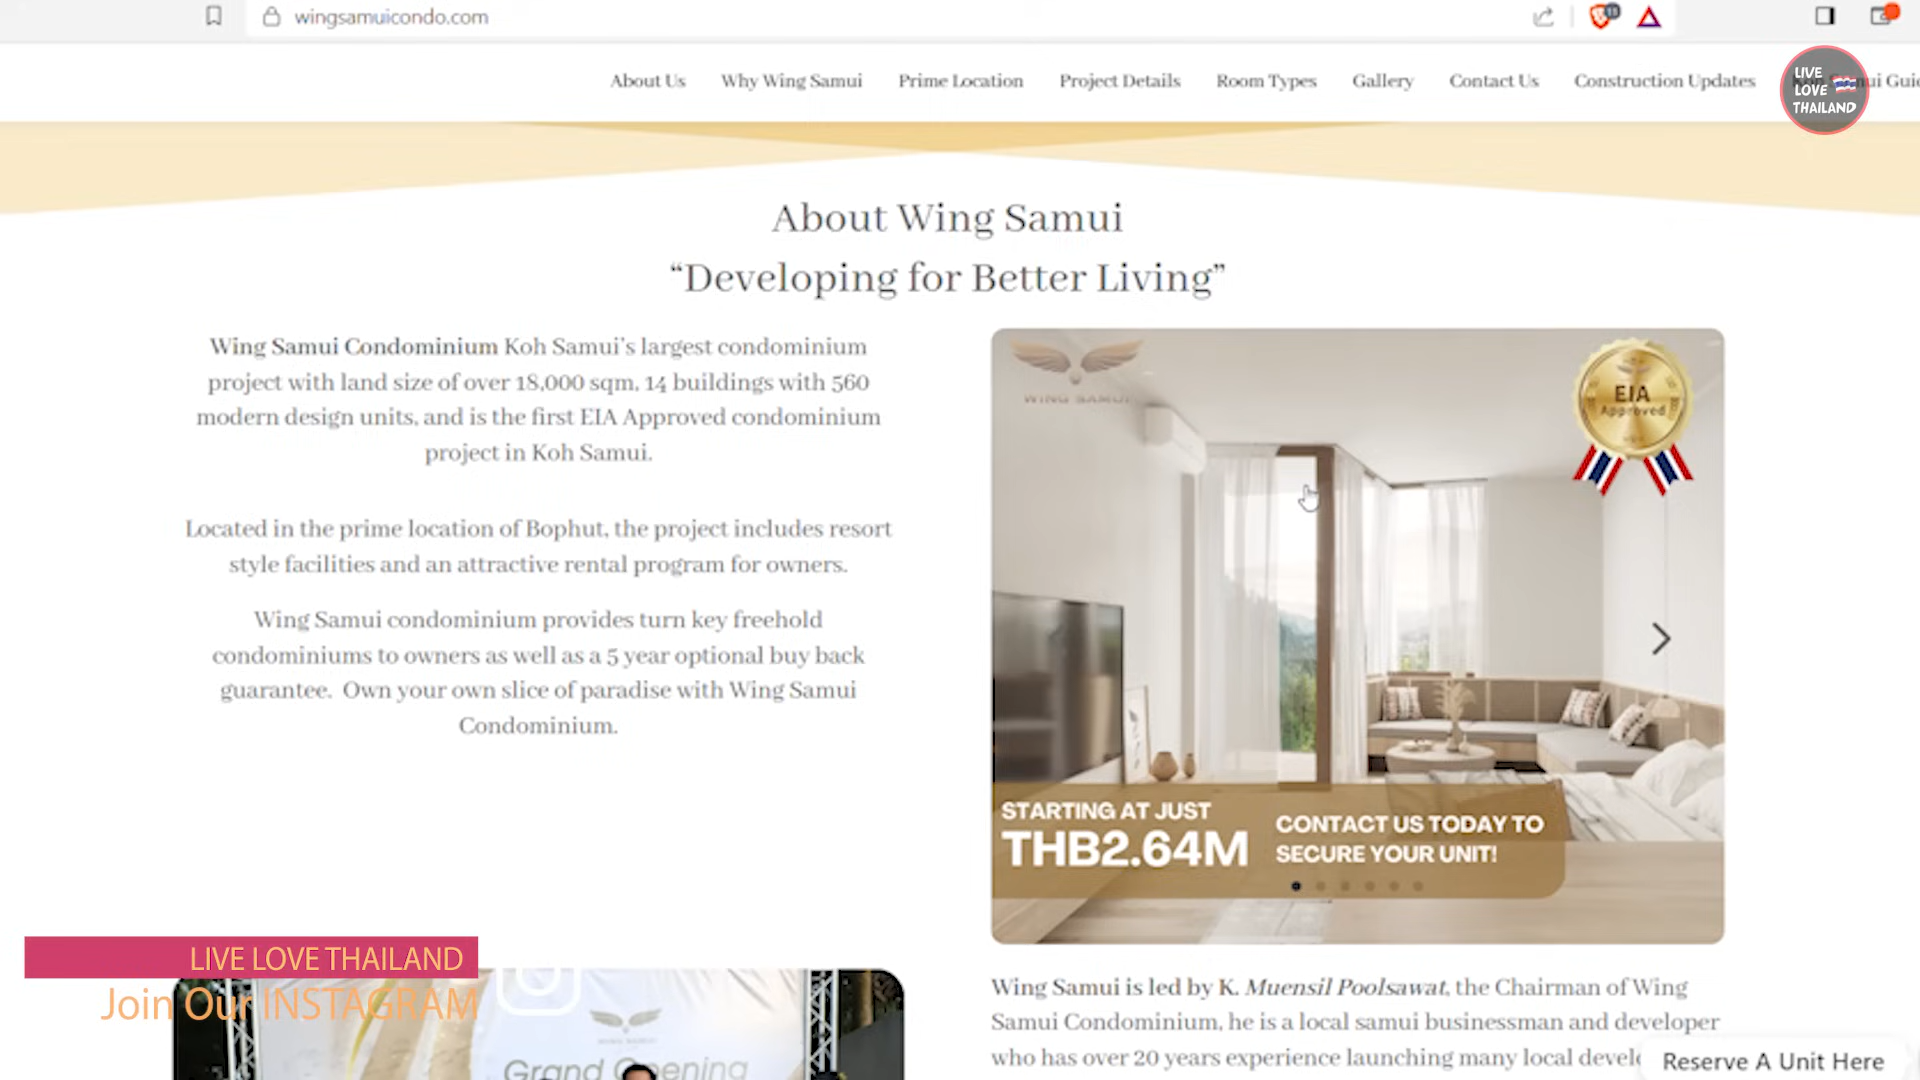 wingsamuicondo.com
About Us Why Wing Samui Prime Location Project Details Room Types Gallery Contact Us Construction Updates
LIVE
LOVE
THAILAND
About Wing Samui
“Developing for Better Living”
Wing Samui Condominium Koh Samui's largest condominium
project with land size of over 18,000 sqm, 14 buildings with 560
modern design units, and is the first EIA Approved condominium
project in Koh Samui.
Located in the prime location of Bophut, the project includes resort
style facilities and an attractive rental program for owners.
Wing Samui condominium provides turn key freehold
condominiums to owners as well as a 5 year optional buy back
guarantee. Own your own slice of paradise with Wing Samui
Condominium.
WING SAMUI
EIA
Approved
STARTING AT JUST
THB2.64M
CONTACT US TODAY TO
SECURE YOUR UNIT!
LIVE LOVE THAILAND
Join Our INSTAGRAM
Grand Opening
Wing Samui is led by K. Muensil Poolsawat, the Chairman of Wing
Samui Condominium, he is a local samui businessman and developer
who has over 20 years experience launching many local
Reserve A Unit Here